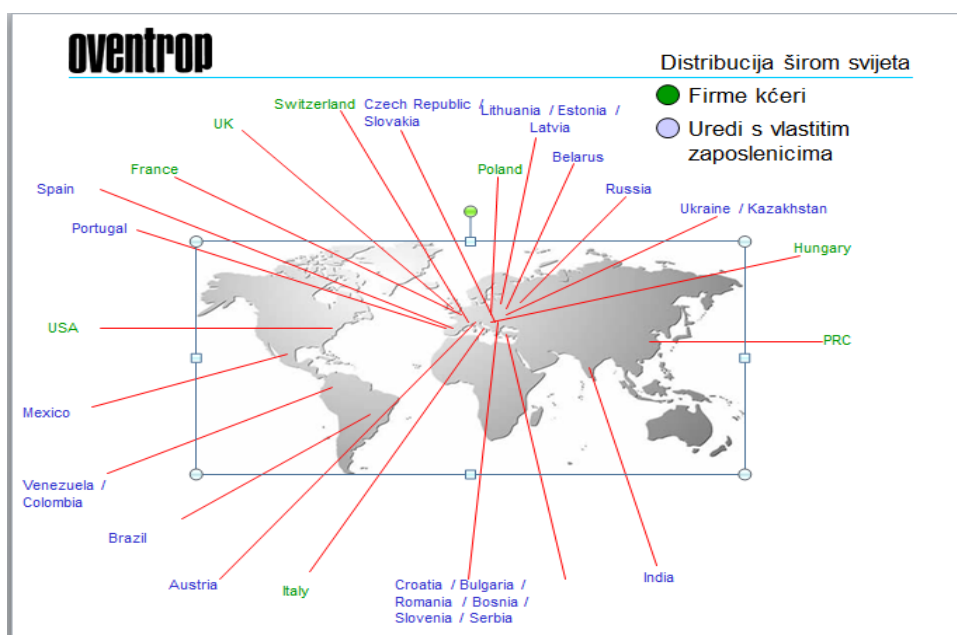 oventrop
Distribucija širom svijeta
Firme kćeri
Uredi s vlastitim
zaposlenicima
Switzerland
Czech Republic /
Slovakia
Lithuania / Estonia /
Latvia
UK
Belarus
France
Poland
Spain
Russia
Portugal
Ukraine / Kazakhstan
Hungary
USA
PRC
Mexico
Venezuela /
Colombia
Brazil
Austria
Italy
Croatia / Bulgaria /
Romania / Bosnia /
Slovenia / Serbia
India